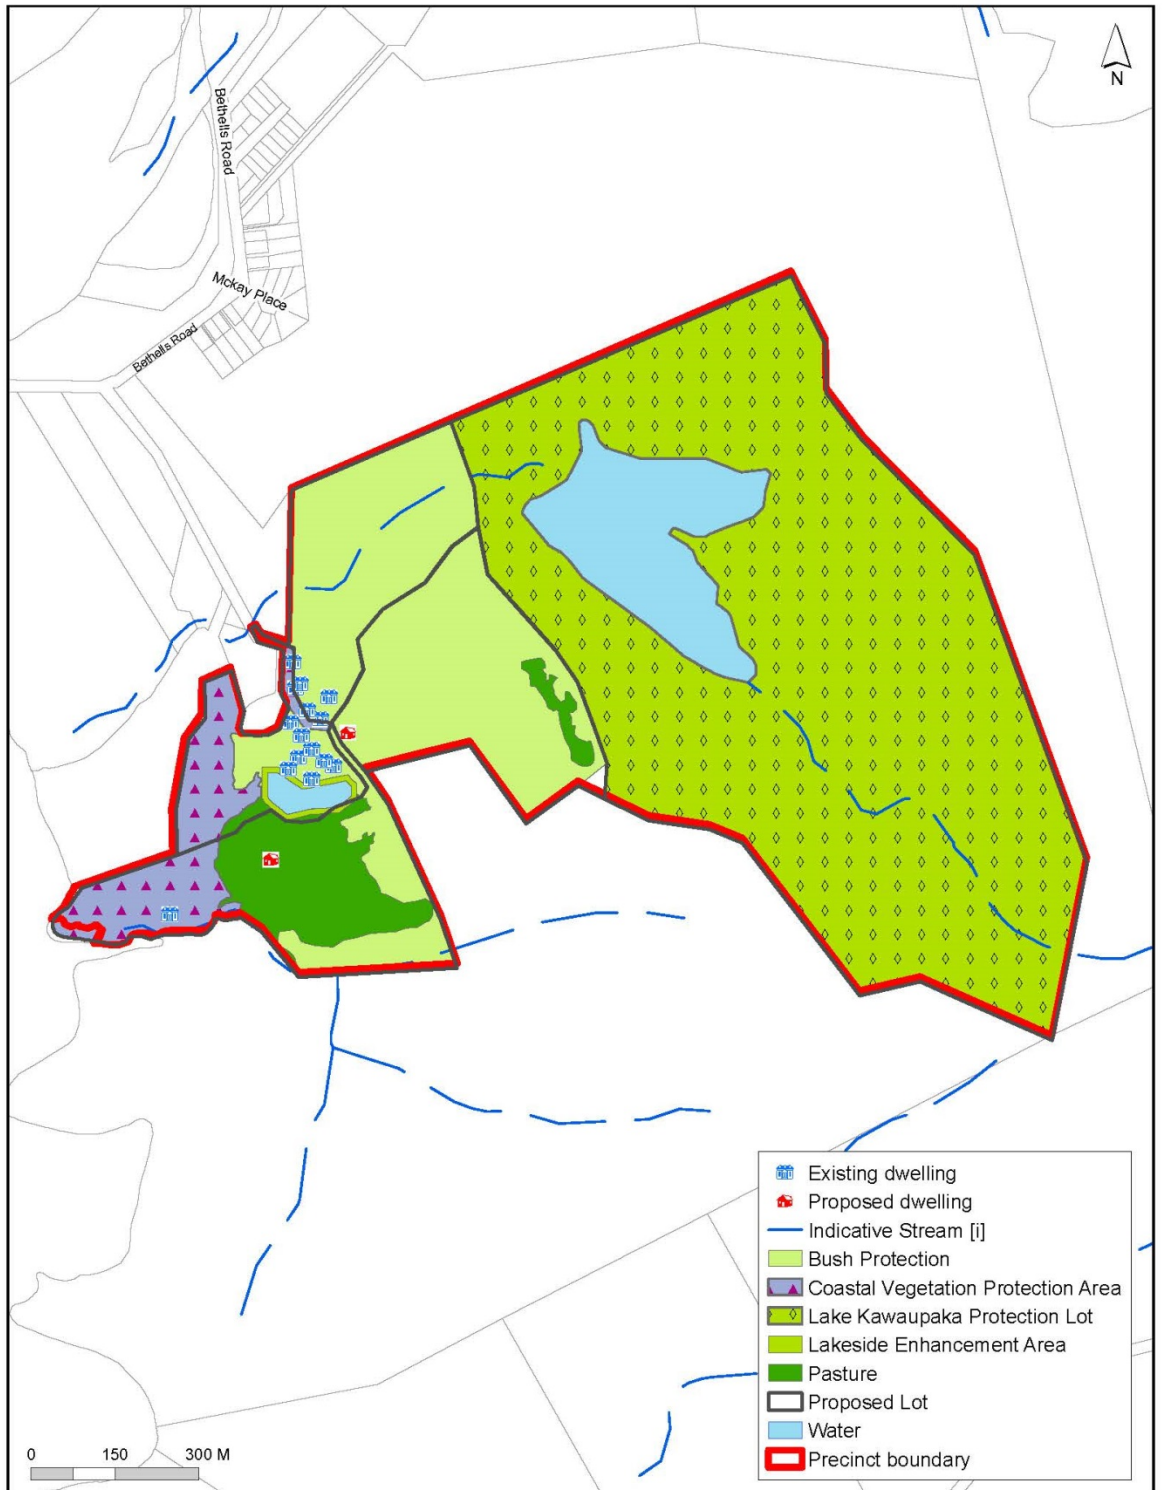 N
Bethells Road
Mckay Place
Bethells Road
Existing dwelling
Proposed dwelling
Indicative Stream [i]
Bush Protection
Coastal Vegetation Protection Area
Lake Kawaupaka Protection Lot
Lakeside Enhancement Area
Pasture
Proposed Lot
Water
Precinct boundary
0 150 300 M